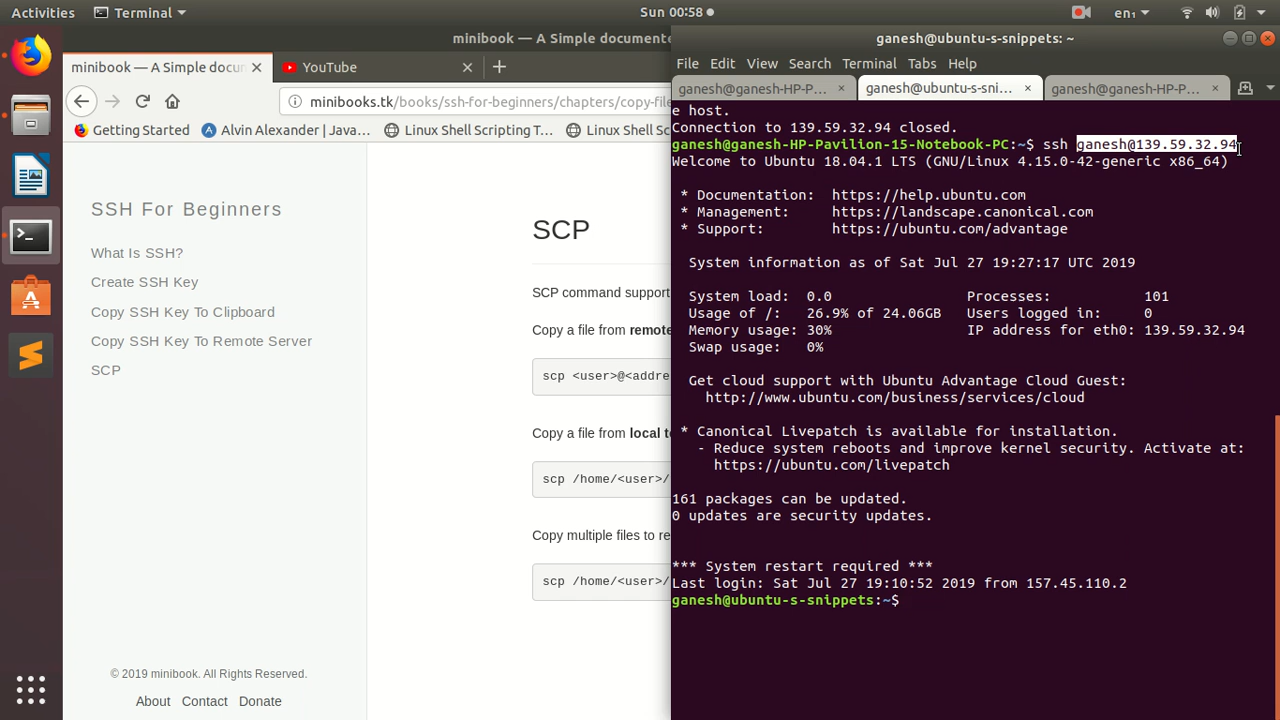 Activities Terminal Sun 00:58 en₁
minibook — A Simple documente
minibook — A Simple docun
YouTube
minibooks.tk/books/ssh-for-beginners/chapters/copy-file
Getting Started Alvin Alexander | Java… Linux Shell Scripting T… Linux Shell
SSH For Beginners
What Is SSH?
Create SSH Key
Copy SSH Key To Clipboard
Copy SSH Key To Remote Server
SCP
© 2019 minibook. All Rights Reserved.
About Contact Donate
SCP
SCP command support
Copy a file from remote
scp <user>@<addre
Copy a file from local to
scp /home/<user>/
Copy multiple files to re
scp /home/<user>/
ganesh@ubuntu-s-snippets: ~
File Edit View Search Terminal Tabs Help
ganesh@ganesh-HP-P… ganesh@ubuntu-s-sni… ganesh@ganesh-HP-P…
e host.
Connection to 139.59.32.94 closed.
ganesh@ganesh-HP-Pavilion-15-Notebook-PC:~$ ssh ganesh@139.59.32.94
Welcome to Ubuntu 18.04.1 LTS (GNU/Linux 4.15.0-42-generic x86_64)
* Documentation: https://help.ubuntu.com
* Management: https://landscape.canonical.com
* Support: https://ubuntu.com/advantage
System information as of Sat Jul 27 19:27:17 UTC 2019
System load: 0.0 Processes: 101
Usage of /: 26.9% of 24.06GB Users logged in: 0
Memory usage: 30% IP address for eth0: 139.59.32.94
Swap usage: 0%
Get cloud support with Ubuntu Advantage Cloud Guest:
http://www.ubuntu.com/business/services/cloud
* Canonical Livepatch is available for installation.
- Reduce system reboots and improve kernel security. Activate at:
https://ubuntu.com/livepatch
161 packages can be updated.
0 updates are security updates.
*** System restart required ***
Last login: Sat Jul 27 19:10:52 2019 from 157.45.110.2
ganesh@ubuntu-s-snippets:~$